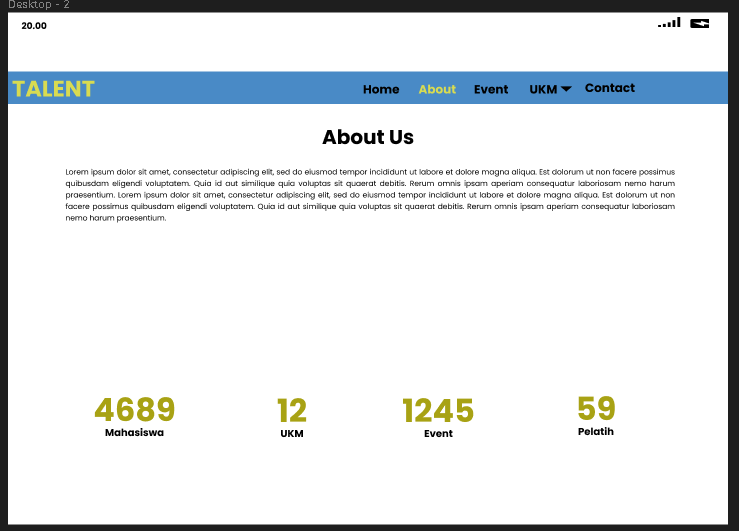 Desktop - 2
20.00
TALENT Home About Event UKM Contact
About Us
Lorem ipsum dolor sit amet, consectetur adipiscing elit, sed do eiusmod tempor incididunt ut labore et dolore magna aliqua. Est dolorum ut non facere possimus
quibusdam eligendi voluptatem. Quia id aut similique quia voluptas sit quaerat debitis. Rerum omnis ipsam aperiam consequatur laboriosam nemo harum
praesentium. Lorem ipsum dolor sit amet, consectetur adipiscing elit, sed do eiusmod tempor incididunt ut labore et dolore magna aliqua. Est dolorum ut non
facere possimus quibusdam eligendi voluptatem. Quia id aut similique quia voluptas sit quaerat debitis. Rerum omnis ipsam aperiam consequatur laboriosam
nemo harum praesentium.
4689 12 1245 59
Mahasiswa UKM Event Pelatih